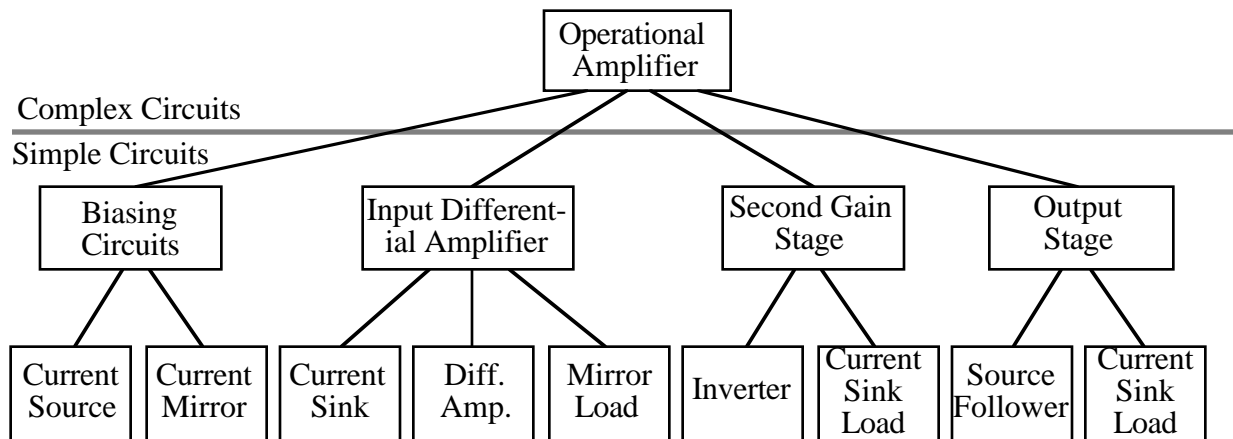 Operational
Amplifier
Complex Circuits
Simple Circuits
Biasing
Circuits
Input Different-
ial Amplifier
Second Gain
Stage
Output
Stage
Current
Source
Current
Mirror
Current
Sink
Diff.
Amp.
Mirror
Load
Inverter
Current
Sink
Load
Source
Follower
Current
Sink
Load